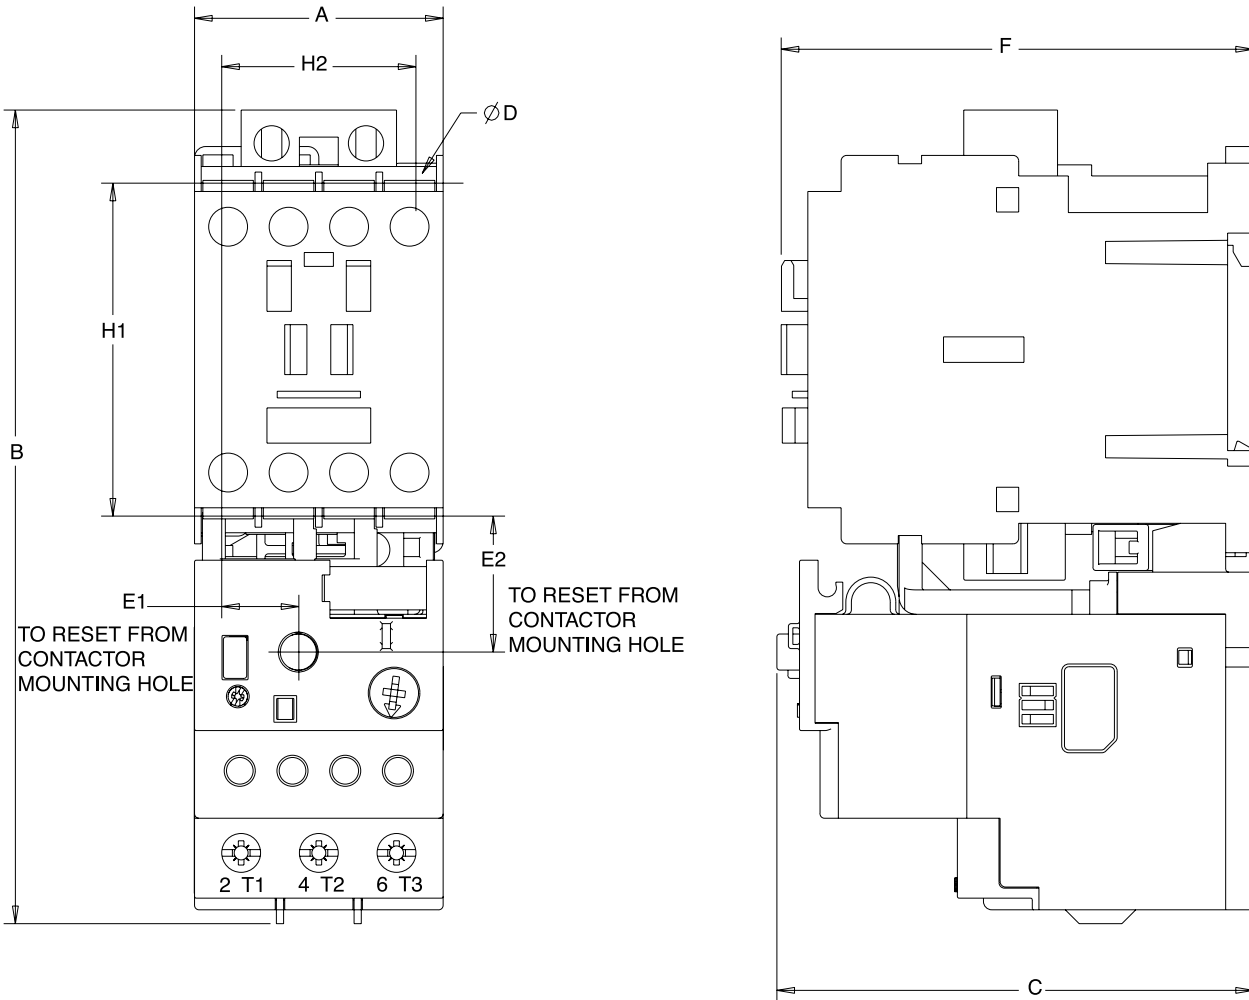 A
F
H2
ØD
H1
B
E2
E1
TO RESET FROM
CONTACTOR
MOUNTING HOLE
TO RESET FROM
CONTACTOR
MOUNTING HOLE
2 T1 4 T2 6 T3
C